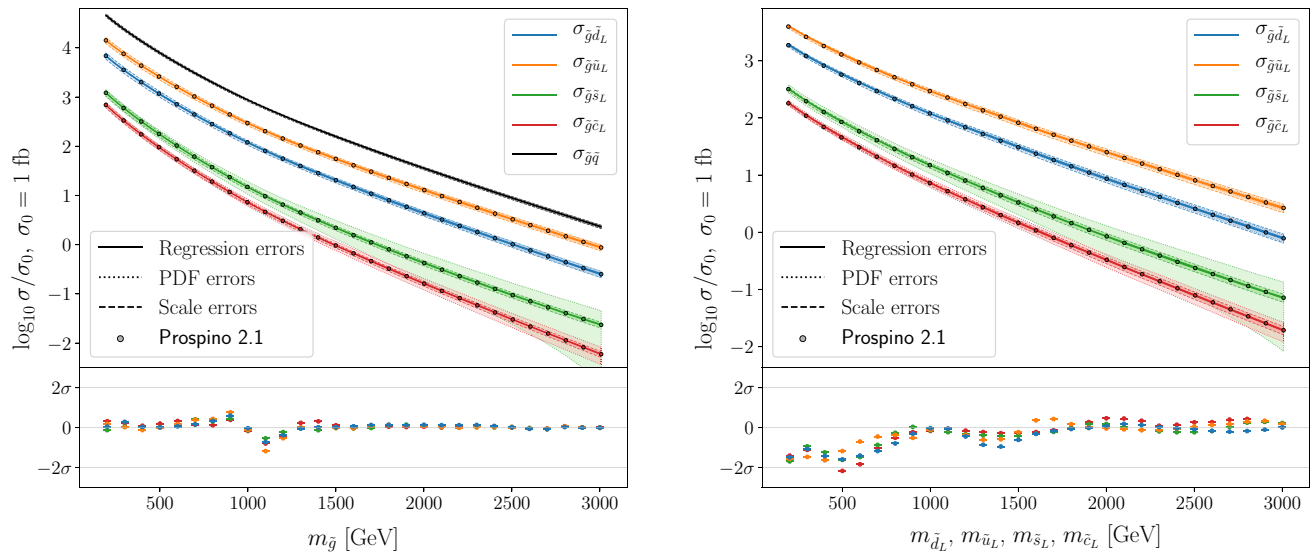 log₁₀ σ/σ₀, σ₀ = 1 fb
4
3
2
1
0
−1
−2
σ_{g̃d̃_L}
σ_{g̃ũ_L}
σ_{g̃s̃_L}
σ_{g̃c̃_L}
σ_{g̃q̃}
Regression errors
PDF errors
Scale errors
Prospino 2.1
2σ
0
−2σ
500 1000 1500 2000 2500 3000
m_{g̃} [GeV]
log₁₀ σ/σ₀, σ₀ = 1 fb
3
2
1
0
−1
−2
σ_{g̃d̃_L}
σ_{g̃ũ_L}
σ_{g̃s̃_L}
σ_{g̃c̃_L}
Regression errors
PDF errors
Scale errors
Prospino 2.1
2σ
0
−2σ
500 1000 1500 2000 2500 3000
m_{d̃_L}, m_{ũ_L}, m_{s̃_L}, m_{c̃_L} [GeV]